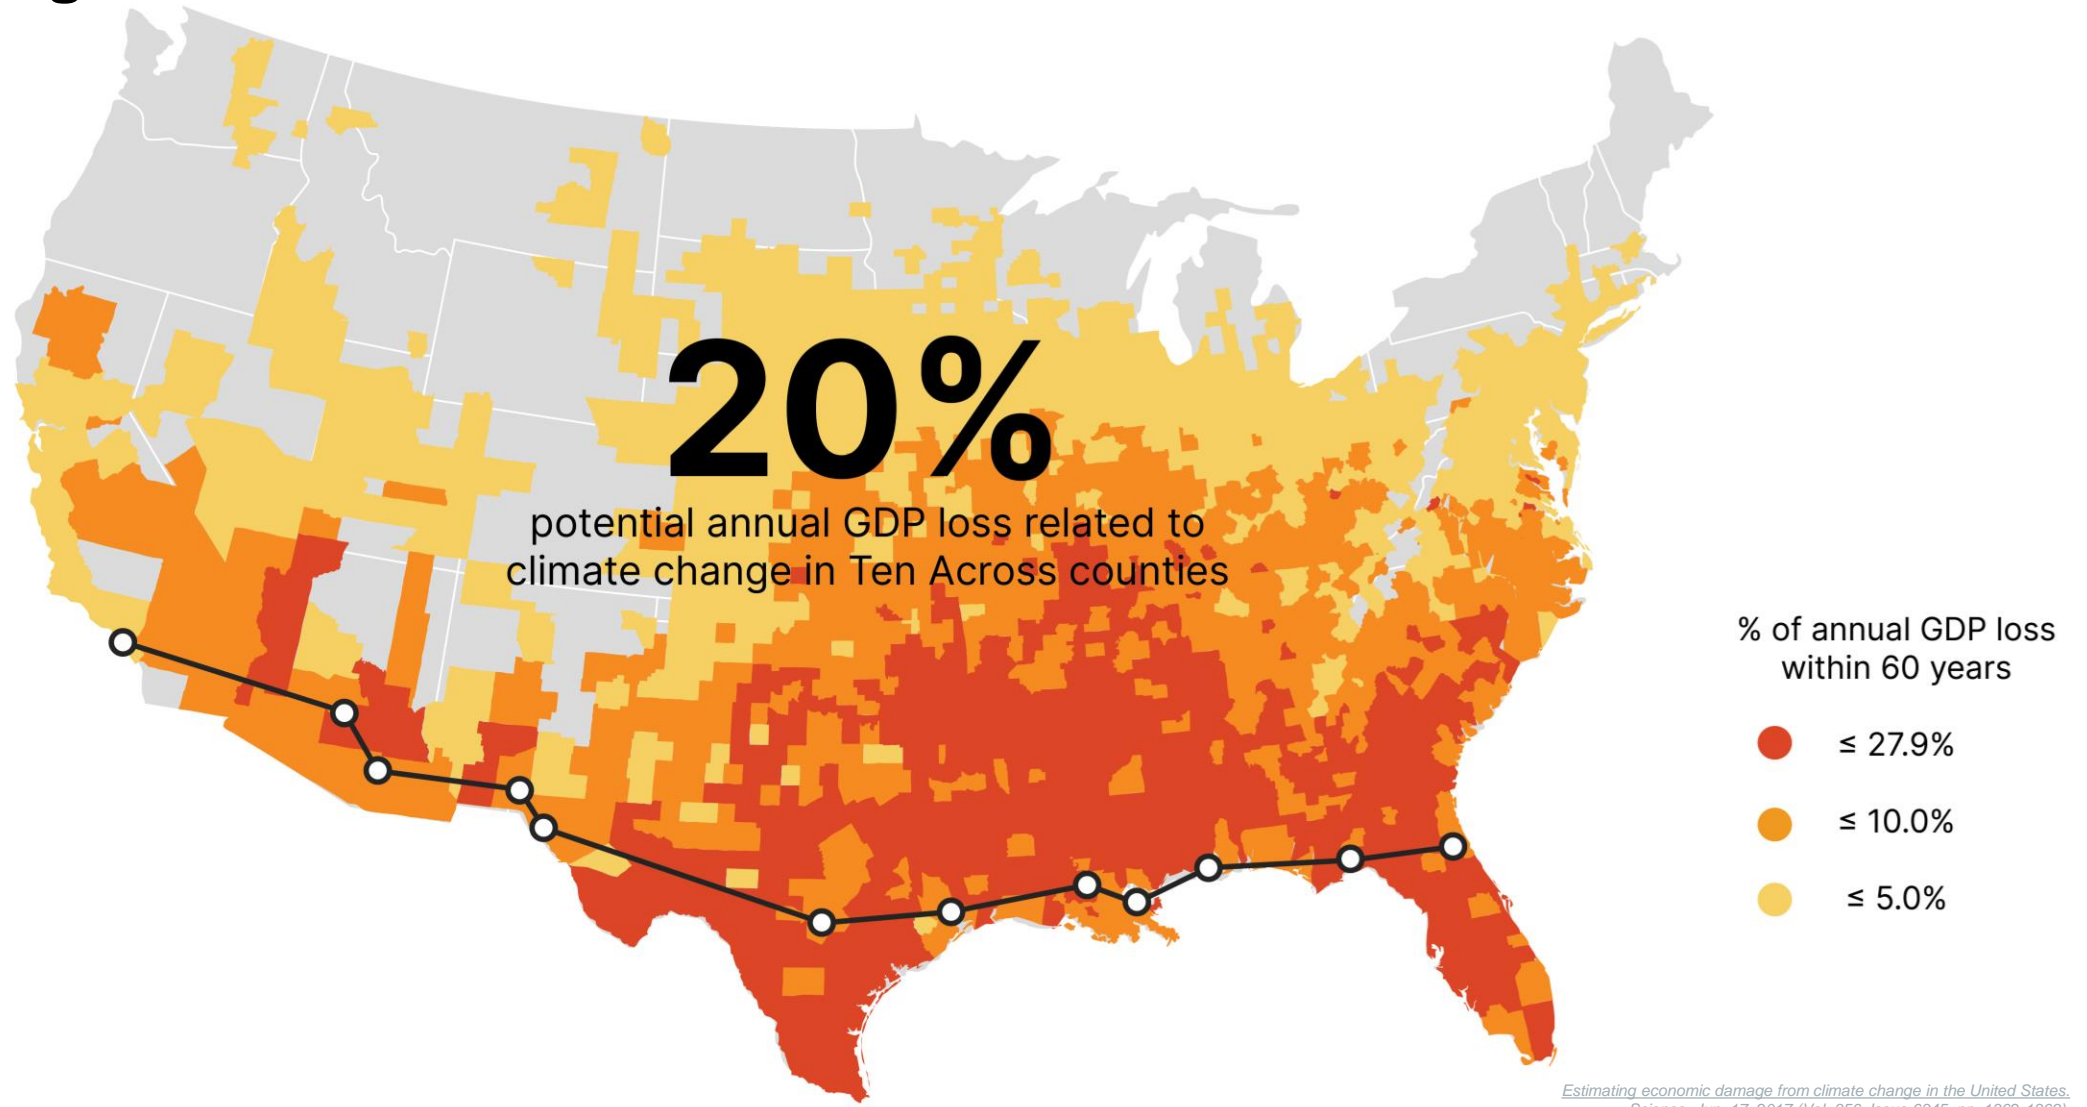 20%
potential annual GDP loss related to
climate change in Ten Across counties
% of annual GDP loss
within 60 years
≤ 27.9%
≤ 10.0%
≤ 5.0%
Estimating economic damage from climate change in the United States.